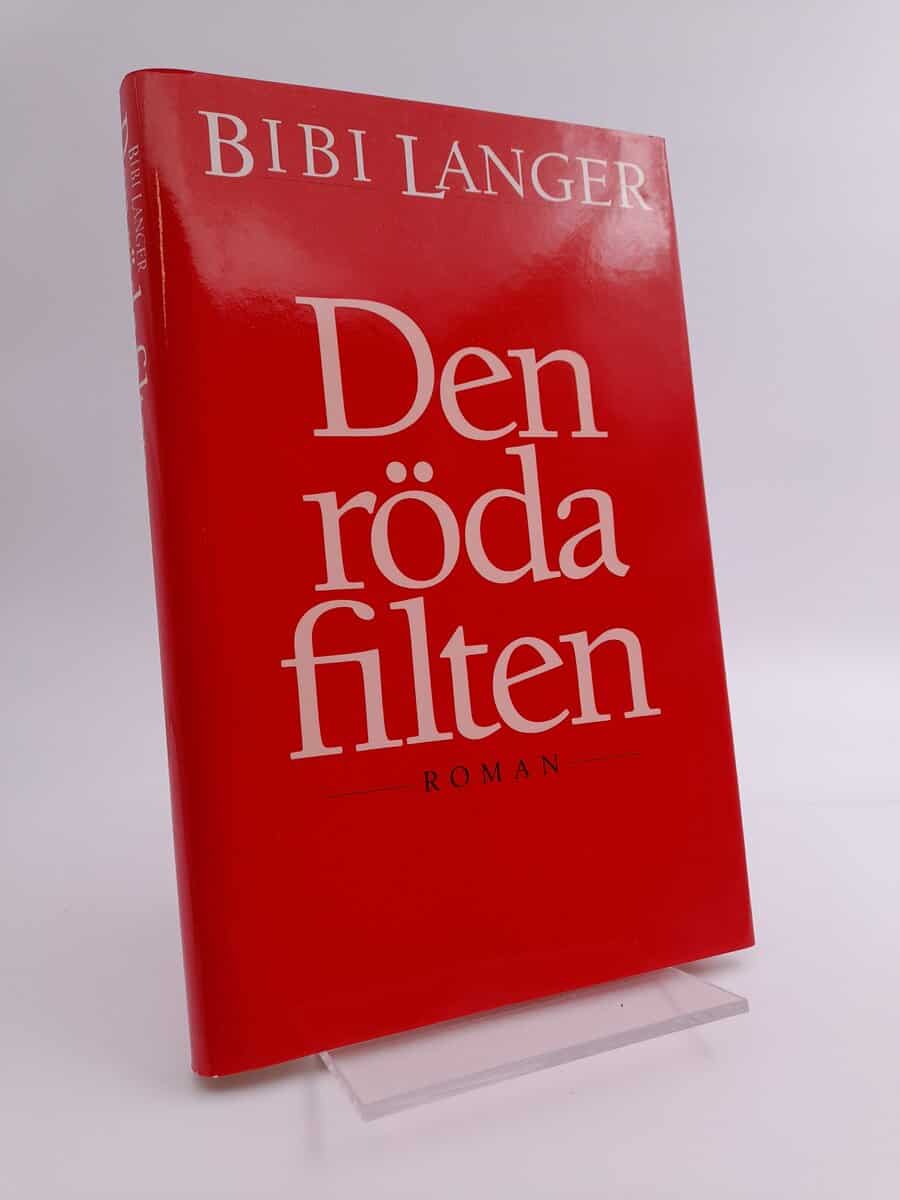 BIBI LANGER
Den
röda
filten
ROMAN
BIBI LANGER